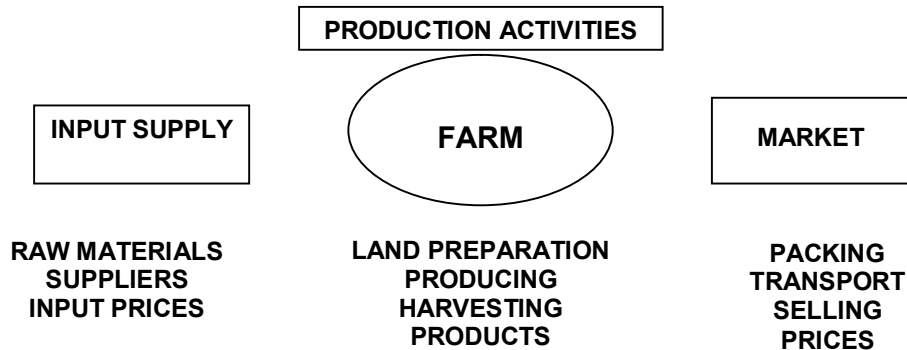 PRODUCTION ACTIVITIES
INPUT SUPPLY
FARM
MARKET
RAW MATERIALS
SUPPLIERS
INPUT PRICES
LAND PREPARATION
PRODUCING
HARVESTING
PRODUCTS
PACKING
TRANSPORT
SELLING
PRICES